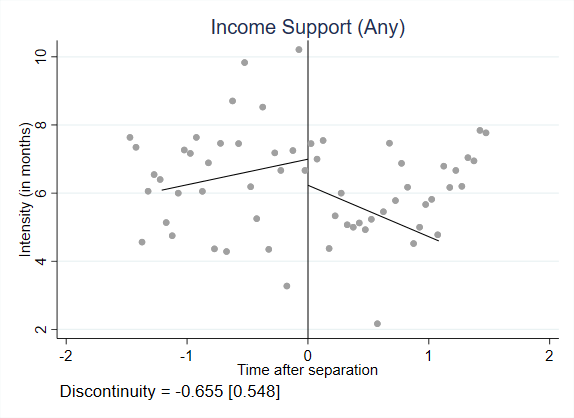 Income Support (Any)
Intensity (in months)
10
8
6
4
2
-2 -1 0 1 2
Time after separation
Discontinuity = -0.655 [0.548]